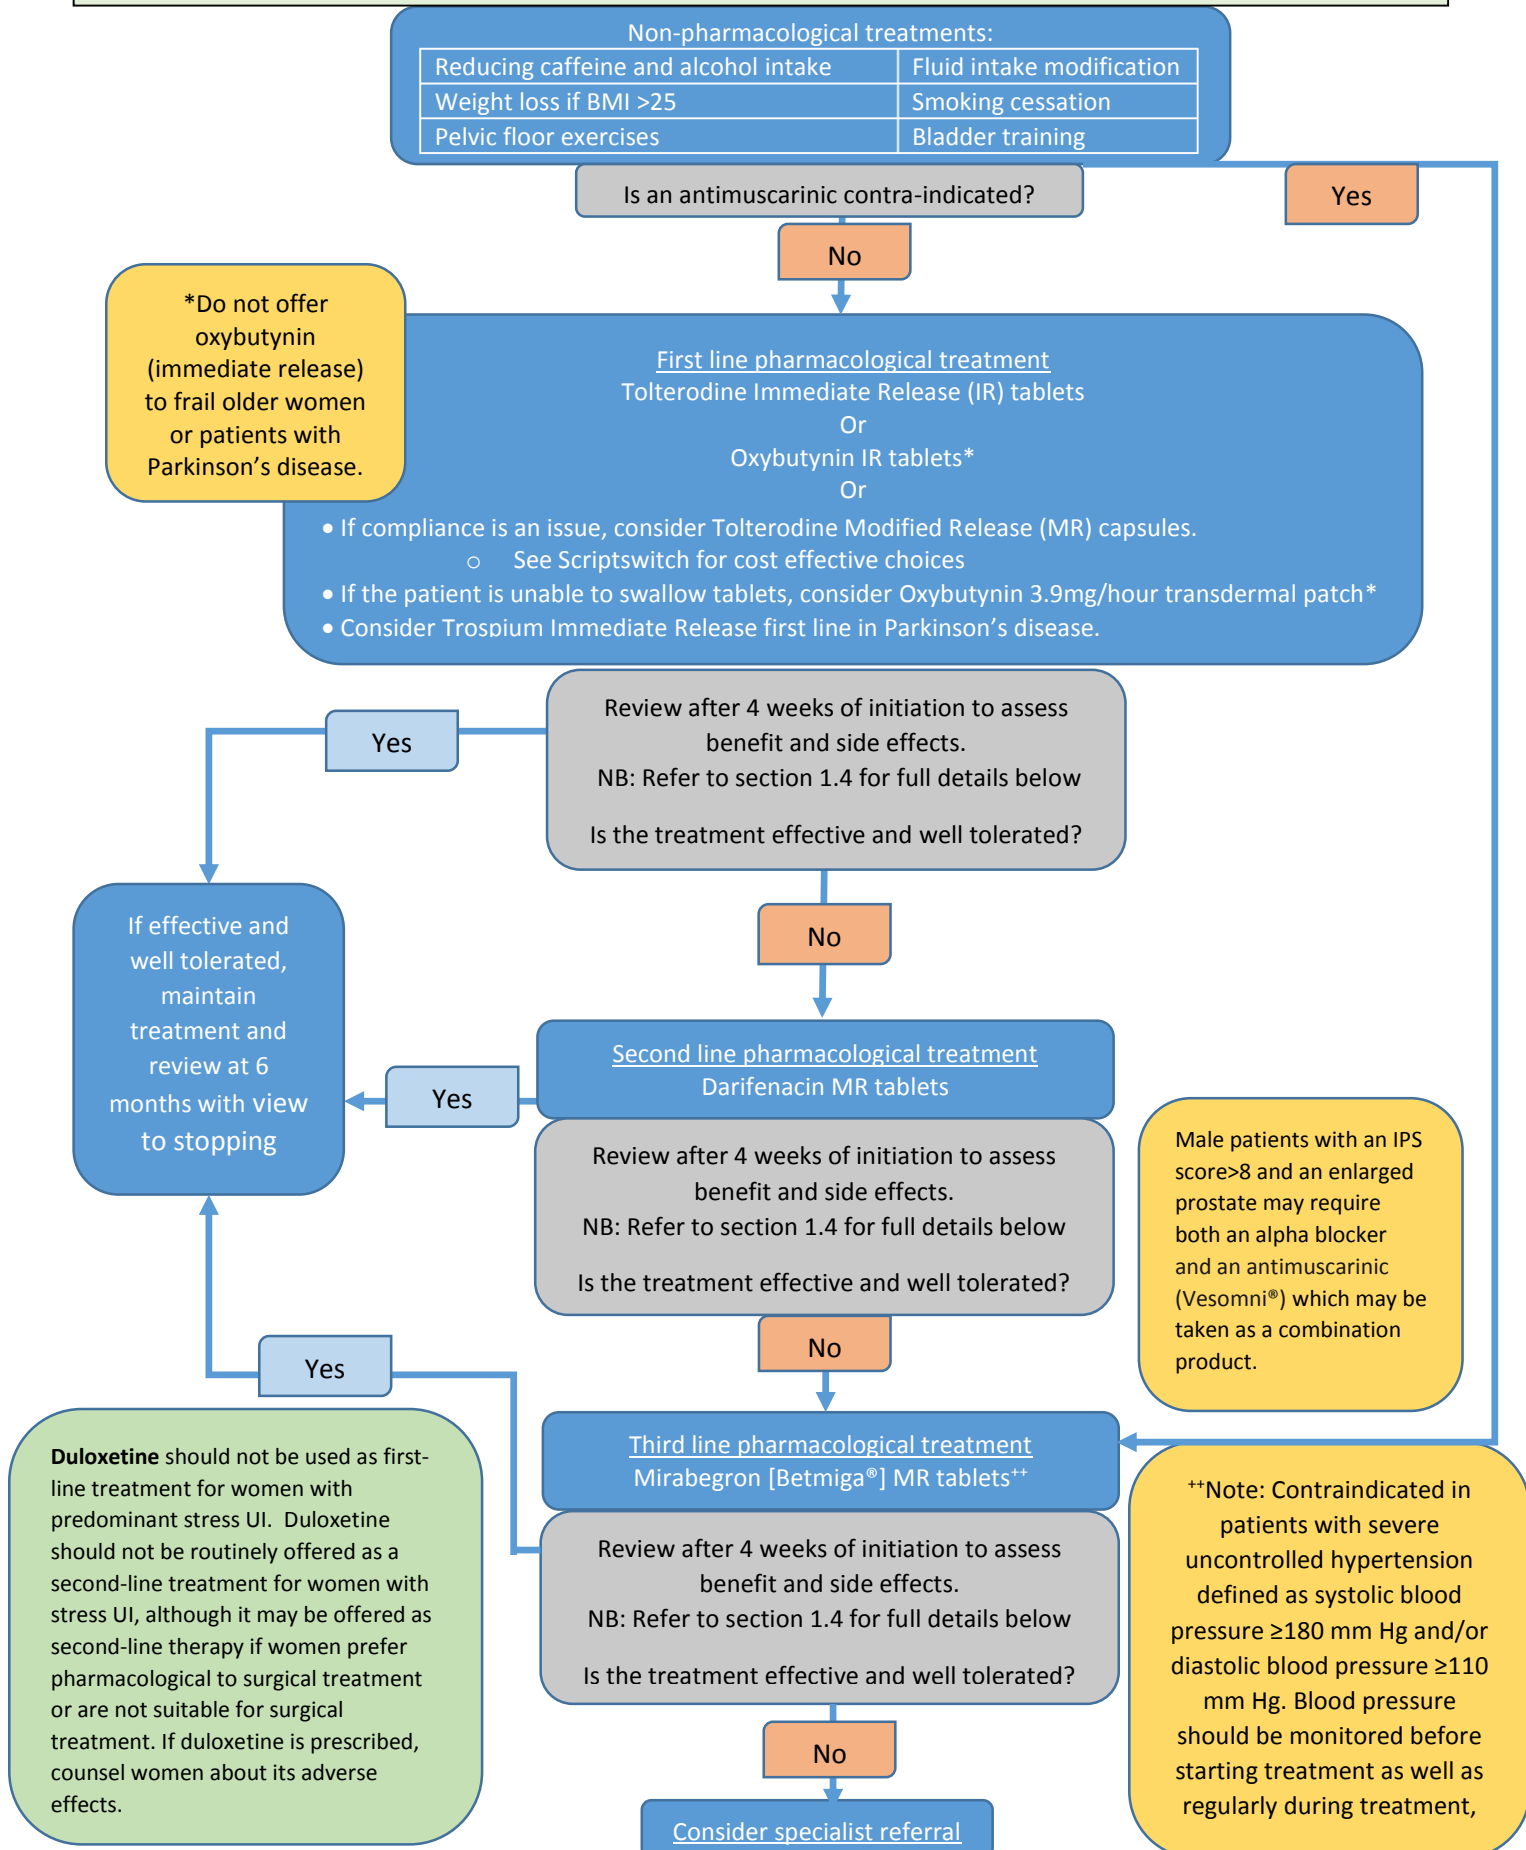 Non-pharmacological treatments:
Reducing caffeine and alcohol intake
Fluid intake modification
Weight loss if BMI >25
Smoking cessation
Pelvic floor exercises
Bladder training
Is an antimuscarinic contra-indicated?
Yes
No
*Do not offer
oxybutynin
(immediate release)
to frail older women
or patients with
Parkinson’s disease.
First line pharmacological treatment
Tolterodine Immediate Release (IR) tablets
Or
Oxybutynin IR tablets*
Or
• If compliance is an issue, consider Tolterodine Modified Release (MR) capsules.
o See Scriptswitch for cost effective choices
• If the patient is unable to swallow tablets, consider Oxybutynin 3.9mg/hour transdermal patch*
• Consider Trospium Immediate Release first line in Parkinson’s disease.
Review after 4 weeks of initiation to assess
benefit and side effects.
NB: Refer to section 1.4 for full details below
Is the treatment effective and well tolerated?
Yes
No
If effective and
well tolerated,
maintain
treatment and
review at 6
months with view
to stopping
Second line pharmacological treatment
Darifenacin MR tablets
Yes
Review after 4 weeks of initiation to assess
benefit and side effects.
NB: Refer to section 1.4 for full details below
Is the treatment effective and well tolerated?
Male patients with an IPS
score>8 and an enlarged
prostate may require
both an alpha blocker
and an antimuscarinic
(Vesomni®) which may be
taken as a combination
product.
No
Yes
Third line pharmacological treatment
Mirabegron [Betmiga®] MR tablets⁺⁺
Review after 4 weeks of initiation to assess
benefit and side effects.
NB: Refer to section 1.4 for full details below
Is the treatment effective and well tolerated?
Duloxetine should not be used as first-
line treatment for women with
predominant stress UI. Duloxetine
should not be routinely offered as a
second-line treatment for women with
stress UI, although it may be offered as
second-line therapy if women prefer
pharmacological to surgical treatment
or are not suitable for surgical
treatment. If duloxetine is prescribed,
counsel women about its adverse
effects.
⁺⁺Note: Contraindicated in
patients with severe
uncontrolled hypertension
defined as systolic blood
pressure ≥180 mm Hg and/or
diastolic blood pressure ≥110
mm Hg. Blood pressure
should be monitored before
starting treatment as well as
regularly during treatment,
No
Consider specialist referral